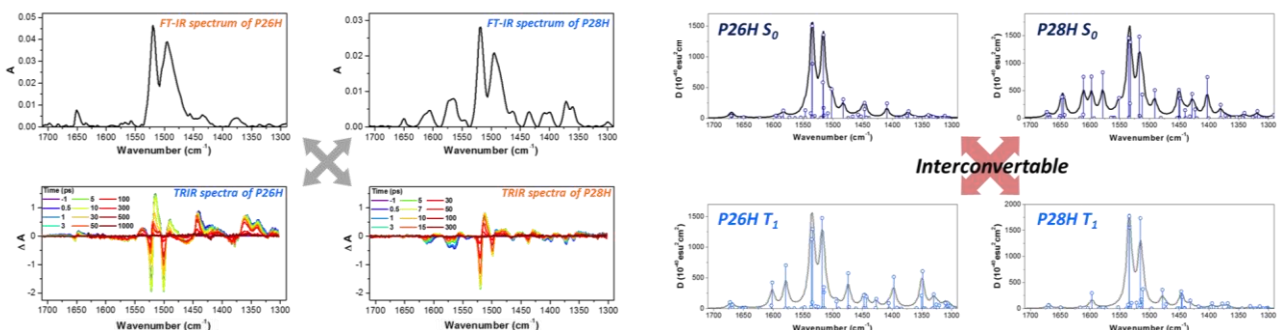 FT-IR spectrum of P26H
0.05
0.04
0.03
0.02
0.01
0.00
A
1700 1650 1600 1550 1500 1450 1400 1350 1300
Wavenumber (cm-1)
FT-IR spectrum of P28H
0.03
0.02
0.01
0.00
A
1700 1650 1600 1550 1500 1450 1400 1350 1300
Wavenumber (cm-1)
P26H S0
1500
1000
500
0
D (10-40 esu2cm2)
1700 1650 1600 1550 1500 1450 1400 1350 1300
Wavenumber (cm-1)
P28H S0
1500
1000
500
0
D (10-40 esu2cm2)
1700 1650 1600 1550 1500 1450 1400 1350 1300
Wavenumber (cm-1)
Interconvertable
TRIR spectra of P26H
Time (ps)
-1 5 100
0.5 10 300
1 30 500
3 50 1000
1
0
-1
-2
Δ A
1700 1650 1600 1550 1500 1450 1400 1350 1300
Wavenumber (cm-1)
TRIR spectra of P28H
Time (ps)
-1 5 30
0.5 7 50
1 10 100
3 15 300
1
0
-1
-2
Δ A
1700 1650 1600 1550 1500 1450 1400 1350 1300
Wavenumber (cm-1)
P26H T1
1500
1000
500
0
D (10-40 esu2cm2)
1700 1650 1600 1550 1500 1450 1400 1350 1300
Wavenumber (cm-1)
P28H T1
2000
1500
1000
500
0
D (10-40 esu2cm2)
1700 1650 1600 1550 1500 1450 1400 1350 1300
Wavenumber (cm-1)